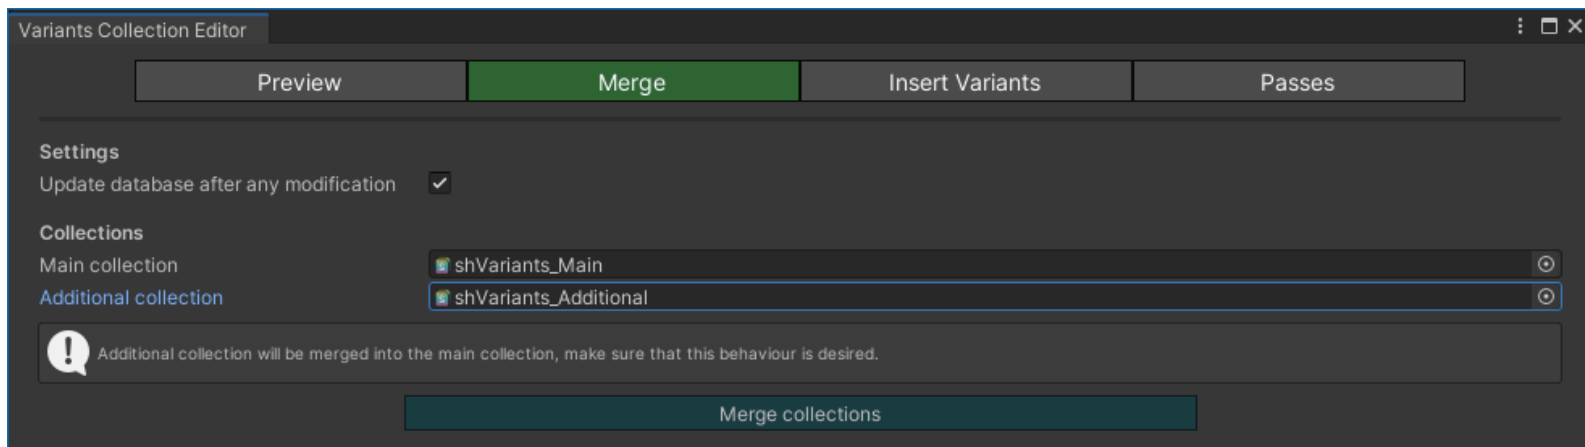 Variants Collection Editor
Preview Merge Insert Variants Passes
Settings
Update database after any modification
Collections
Main collection shVariants_Main
Additional collection shVariants_Additional
Additional collection will be merged into the main collection, make sure that this behaviour is desired.
Merge collections